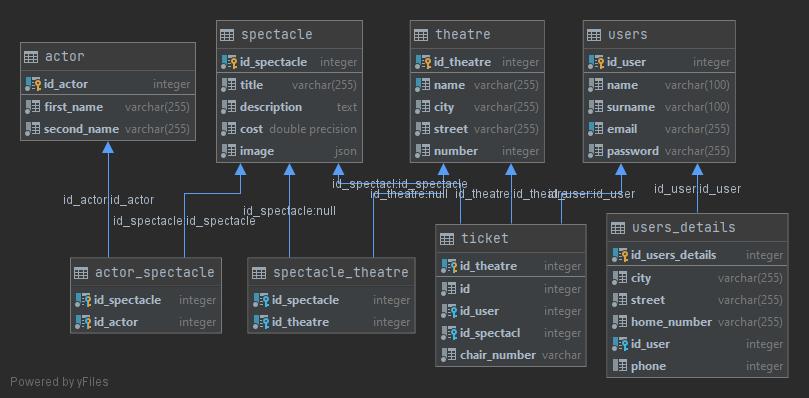 actor
id_actor integer
first_name varchar(255)
second_name varchar(255)
spectacle
id_spectacle integer
title varchar(255)
description text
cost double precision
image json
theatre
id_theatre integer
name varchar(255)
city varchar(255)
street varchar(255)
number integer
users
id_user integer
name varchar(100)
surname varchar(100)
email varchar(255)
password varchar(255)
id_actor:id_actor
id_spectacle:id_spectacle
id_spectacle:null
id_spectacl:id_spectacle
id_theatre:null
id_theatre:id_theatre
id_user:id_user
id_user:id_user
actor_spectacle
id_spectacle integer
id_actor integer
spectacle_theatre
id_spectacle integer
id_theatre integer
ticket
id_theatre integer
id integer
id_user integer
id_spectacl integer
chair_number varchar
users_details
id_users_details integer
city varchar(255)
street varchar(255)
home_number varchar(255)
id_user integer
phone integer
Powered by yFiles